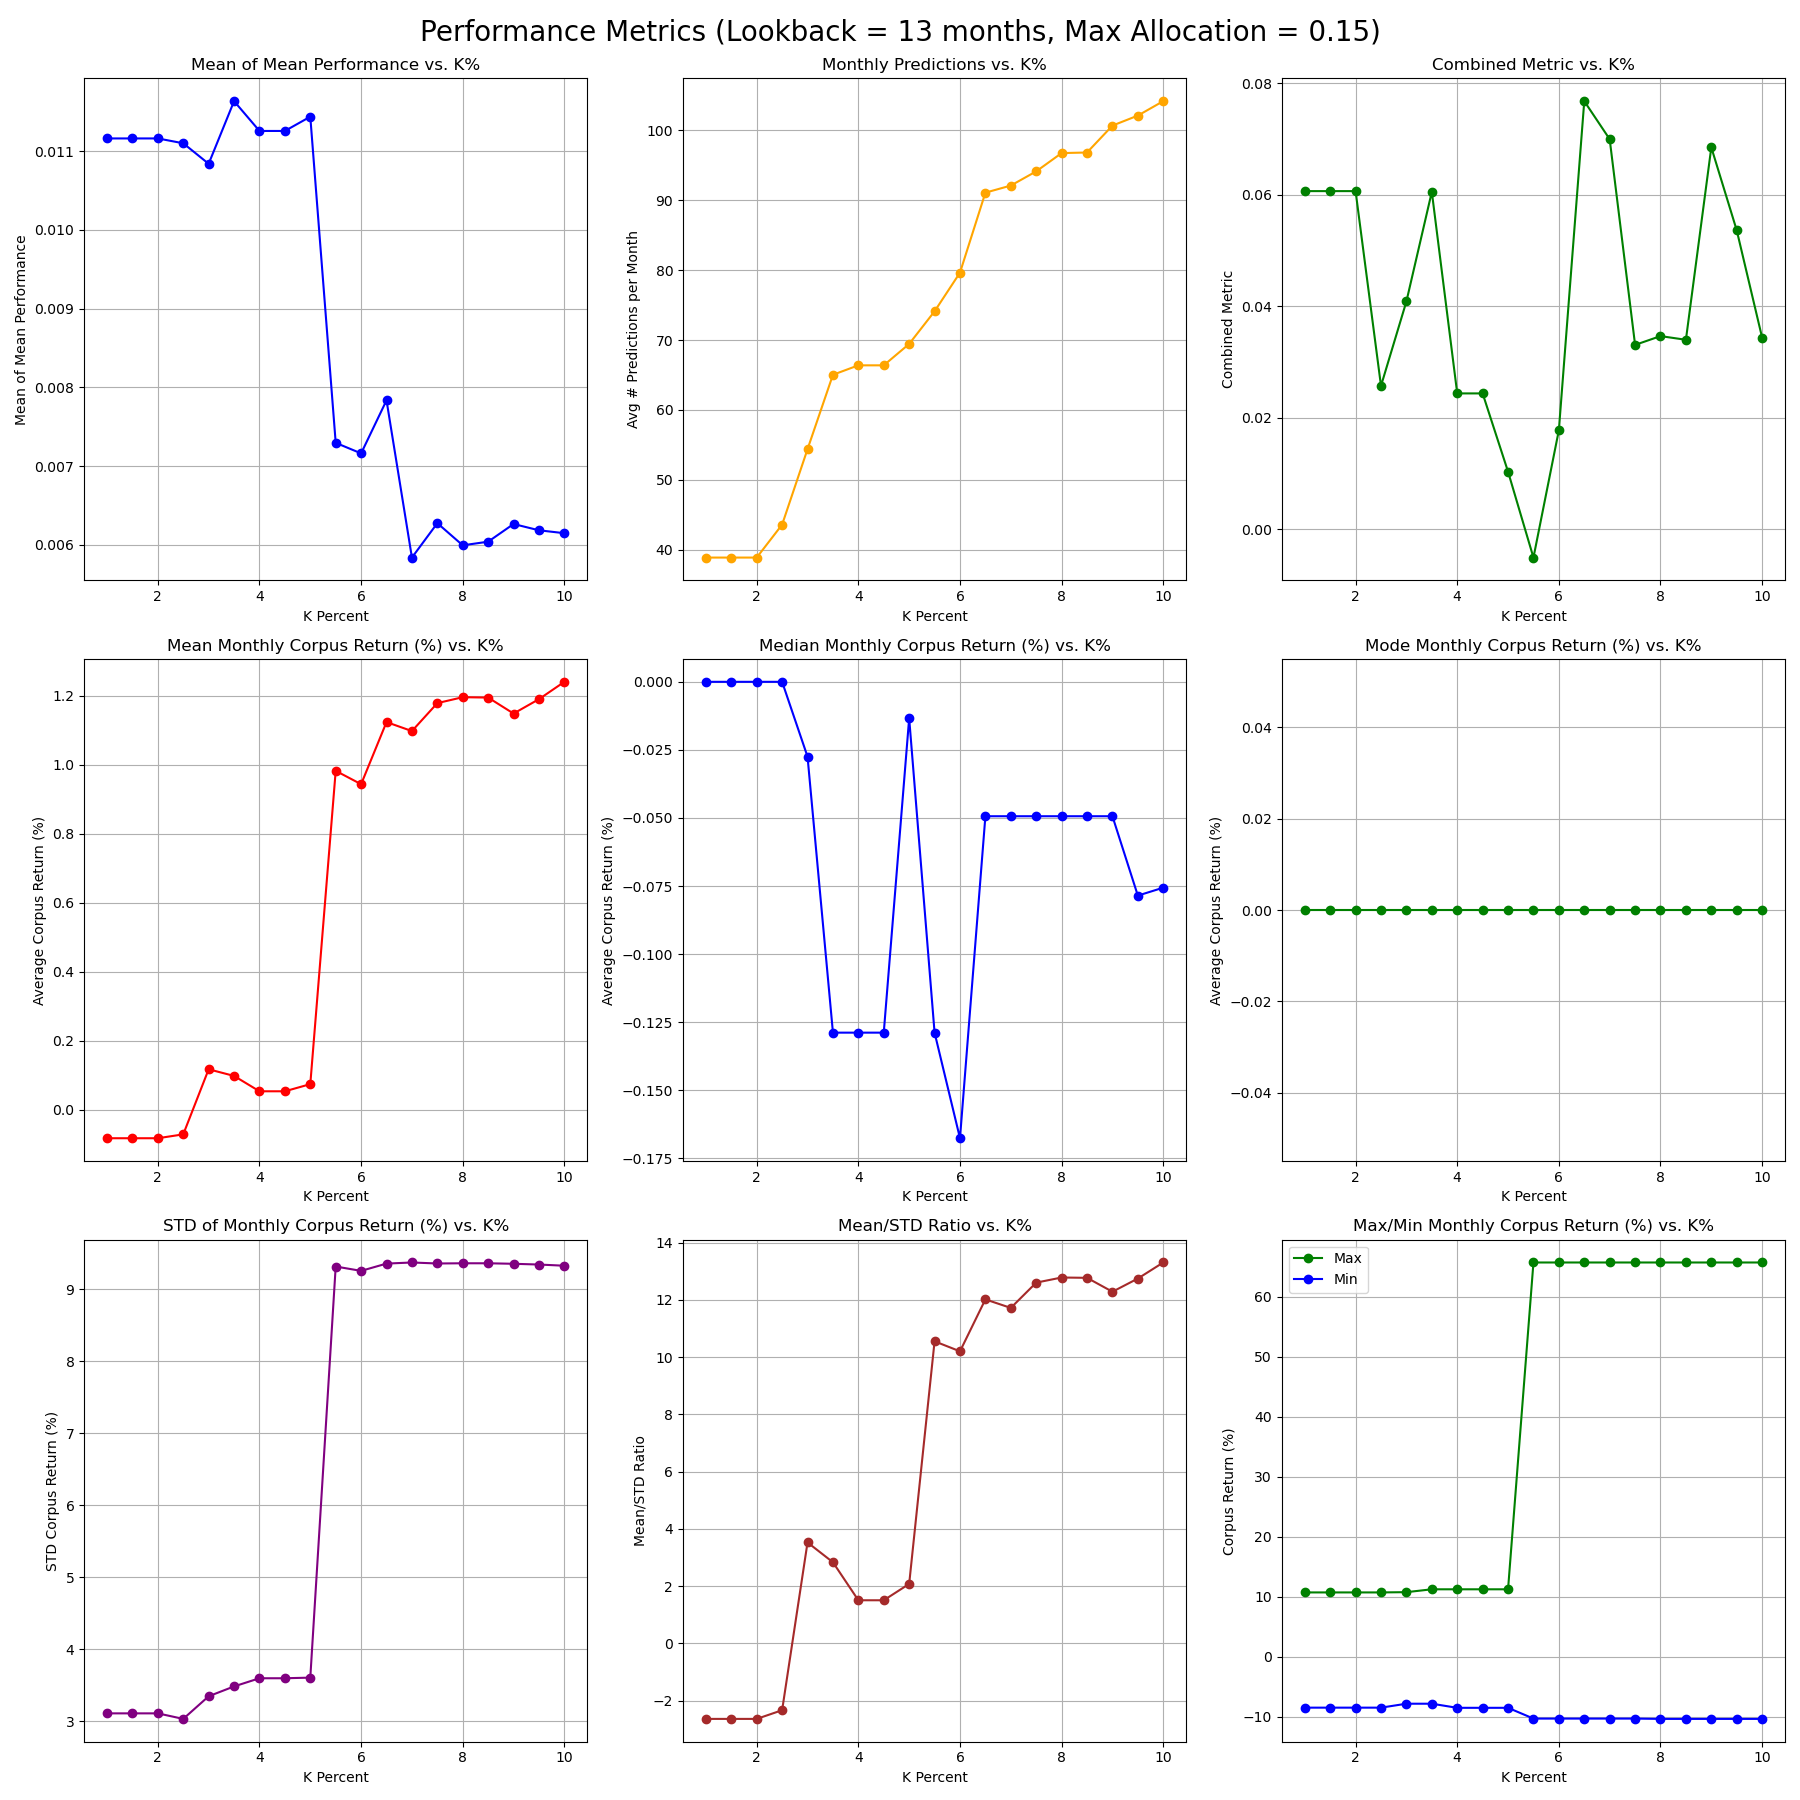 Performance Metrics (Lookback = 13 months, Max Allocation = 0.15)
Mean of Mean Performance vs. K%
Mean of Mean Performance
0.011
0.010
0.009
0.008
0.007
0.006
2 4 6 8 10
K Percent
Monthly Predictions vs. K%
Avg # Predictions per Month
100
90
80
70
60
50
40
2 4 6 8 10
K Percent
Combined Metric vs. K%
Combined Metric
0.08
0.06
0.04
0.02
0.00
2 4 6 8 10
K Percent
Mean Monthly Corpus Return (%) vs. K%
Average Corpus Return (%)
1.2
1.0
0.8
0.6
0.4
0.2
0.0
2 4 6 8 10
K Percent
Median Monthly Corpus Return (%) vs. K%
Average Corpus Return (%)
0.000
−0.025
−0.050
−0.075
−0.100
−0.125
−0.150
−0.175
2 4 6 8 10
K Percent
Mode Monthly Corpus Return (%) vs. K%
Average Corpus Return (%)
0.04
0.02
0.00
−0.02
−0.04
2 4 6 8 10
K Percent
STD of Monthly Corpus Return (%) vs. K%
STD Corpus Return (%)
9
8
7
6
5
4
3
2 4 6 8 10
K Percent
Mean/STD Ratio vs. K%
Mean/STD Ratio
14
12
10
8
6
4
2
0
−2
2 4 6 8 10
K Percent
Max/Min Monthly Corpus Return (%) vs. K%
Max
Min
Corpus Return (%)
60
50
40
30
20
10
0
−10
2 4 6 8 10
K Percent